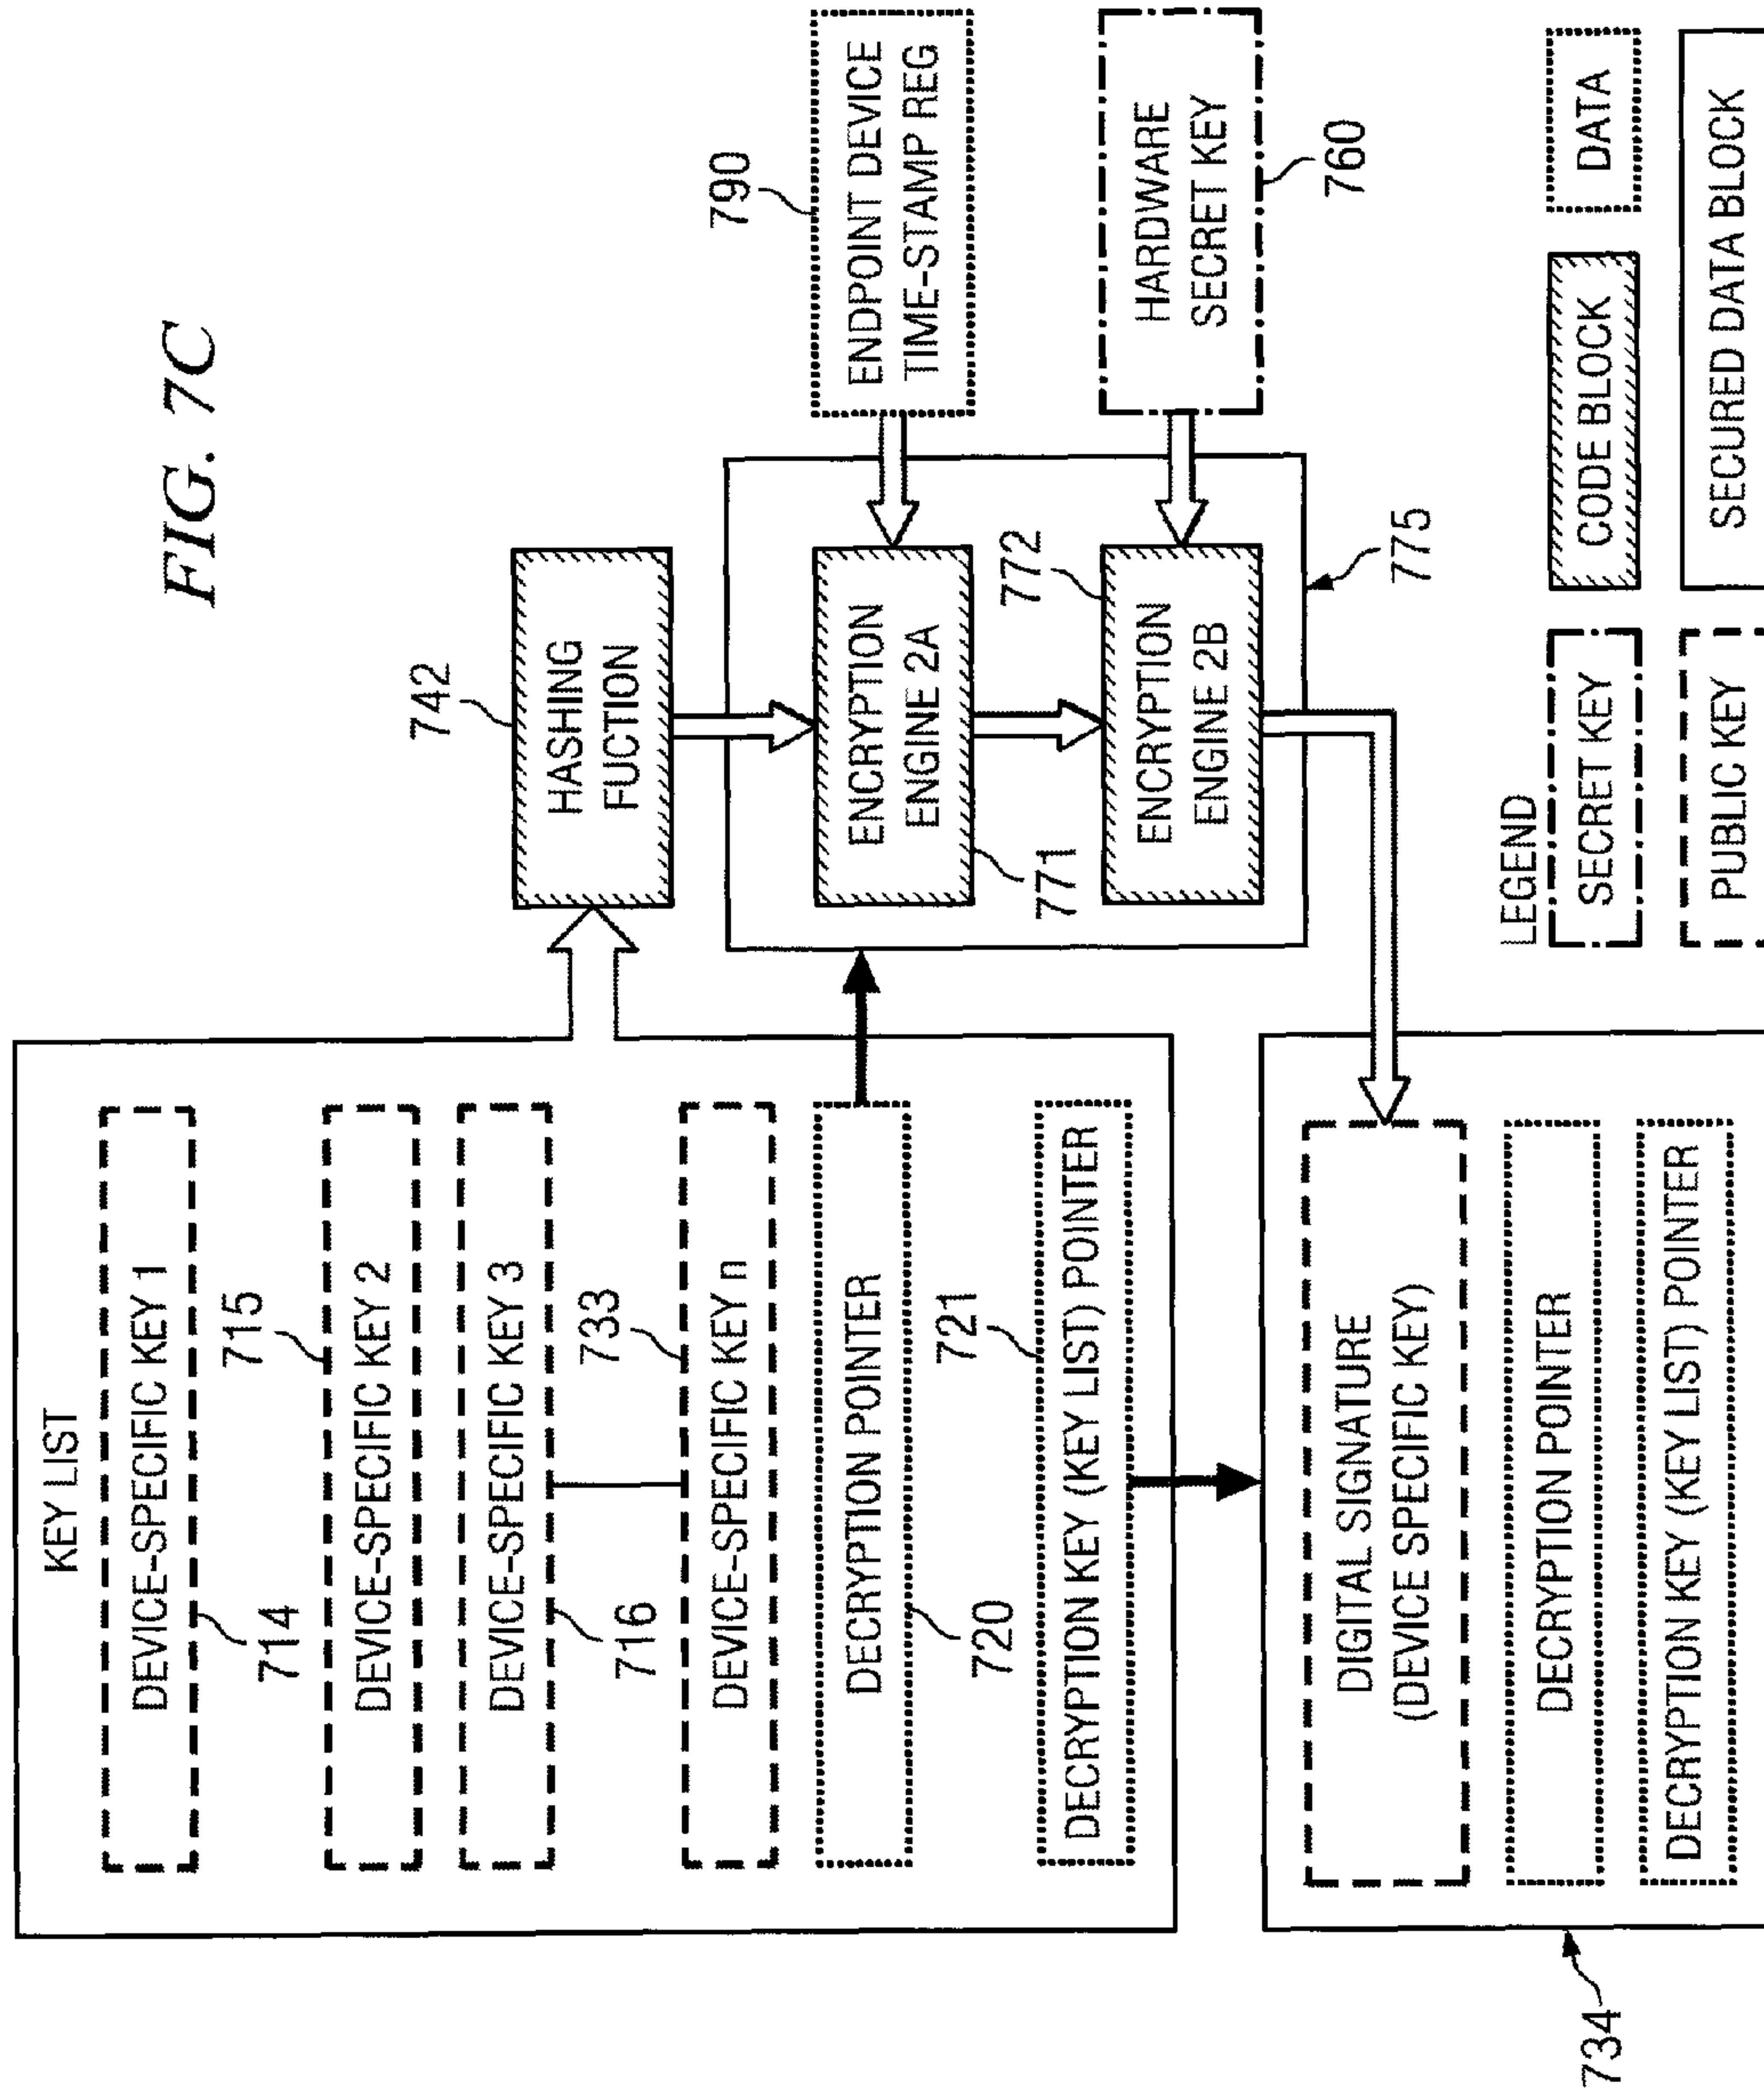 FIG. 7C
KEY LIST
DEVICE-SPECIFIC KEY 1
714
715
DEVICE-SPECIFIC KEY 2
DEVICE-SPECIFIC KEY 3
716
733
DEVICE-SPECIFIC KEY n
DECRYPTION POINTER
720
721
DECRYPTION KEY (KEY LIST) POINTER
742
HASHING
FUCTION
ENCRYPTION
ENGINE 2A
771
772
ENCRYPTION
ENGINE 2B
775
790
ENDPOINT DEVICE
TIME-STAMP REG
HARDWARE
SECRET KEY
760
734
DIGITAL SIGNATURE
(DEVICE SPECIFIC KEY)
DECRYPTION POINTER
DECRYPTION KEY (KEY LIST) POINTER
LEGEND
SECRET KEY
CODE BLOCK
DATA
PUBLIC KEY
SECURED DATA BLOCK